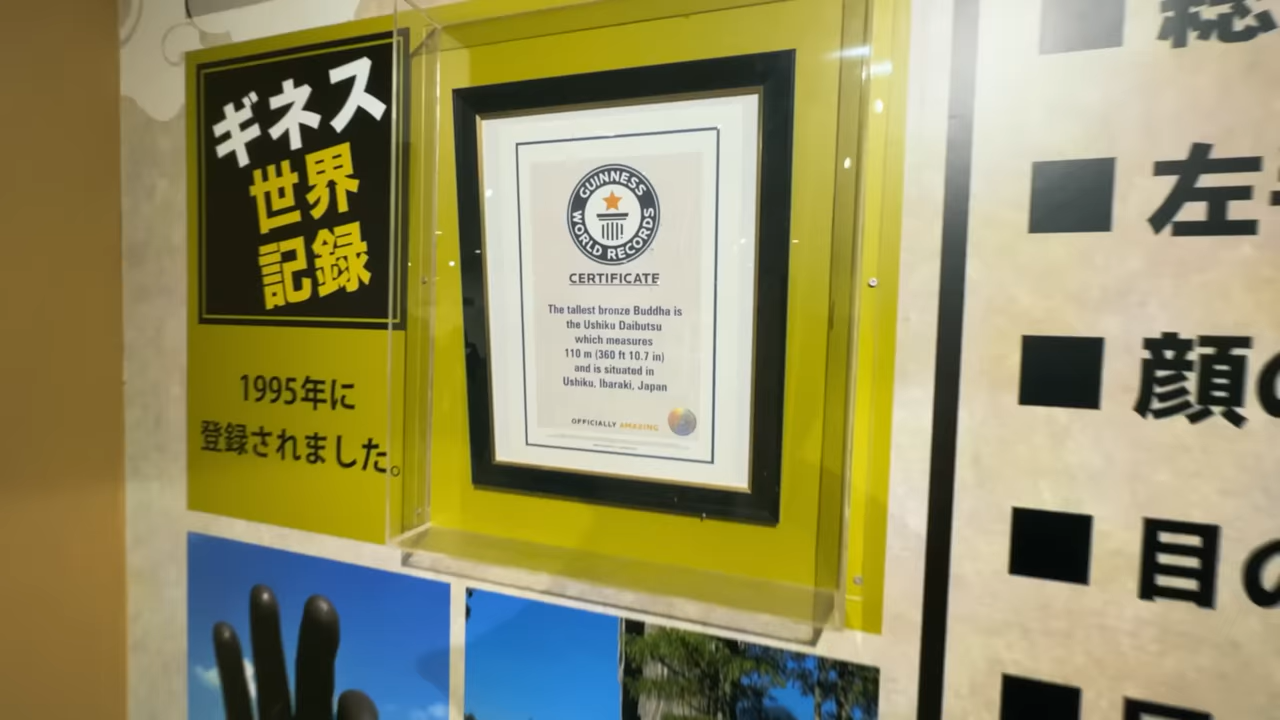 ギネス
世界
記録
1995年に
登録されました。
GUINNESS
WORLD RECORDS
CERTIFICATE
The tallest bronze Buddha is
the Ushiku Daibutsu
which measures
110 m (360 ft 10.7 in)
and is situated in
Ushiku, Ibaraki, Japan
OFFICIALLY AMAZING
■ 総
■ 左
■ 顔の
■ 目の